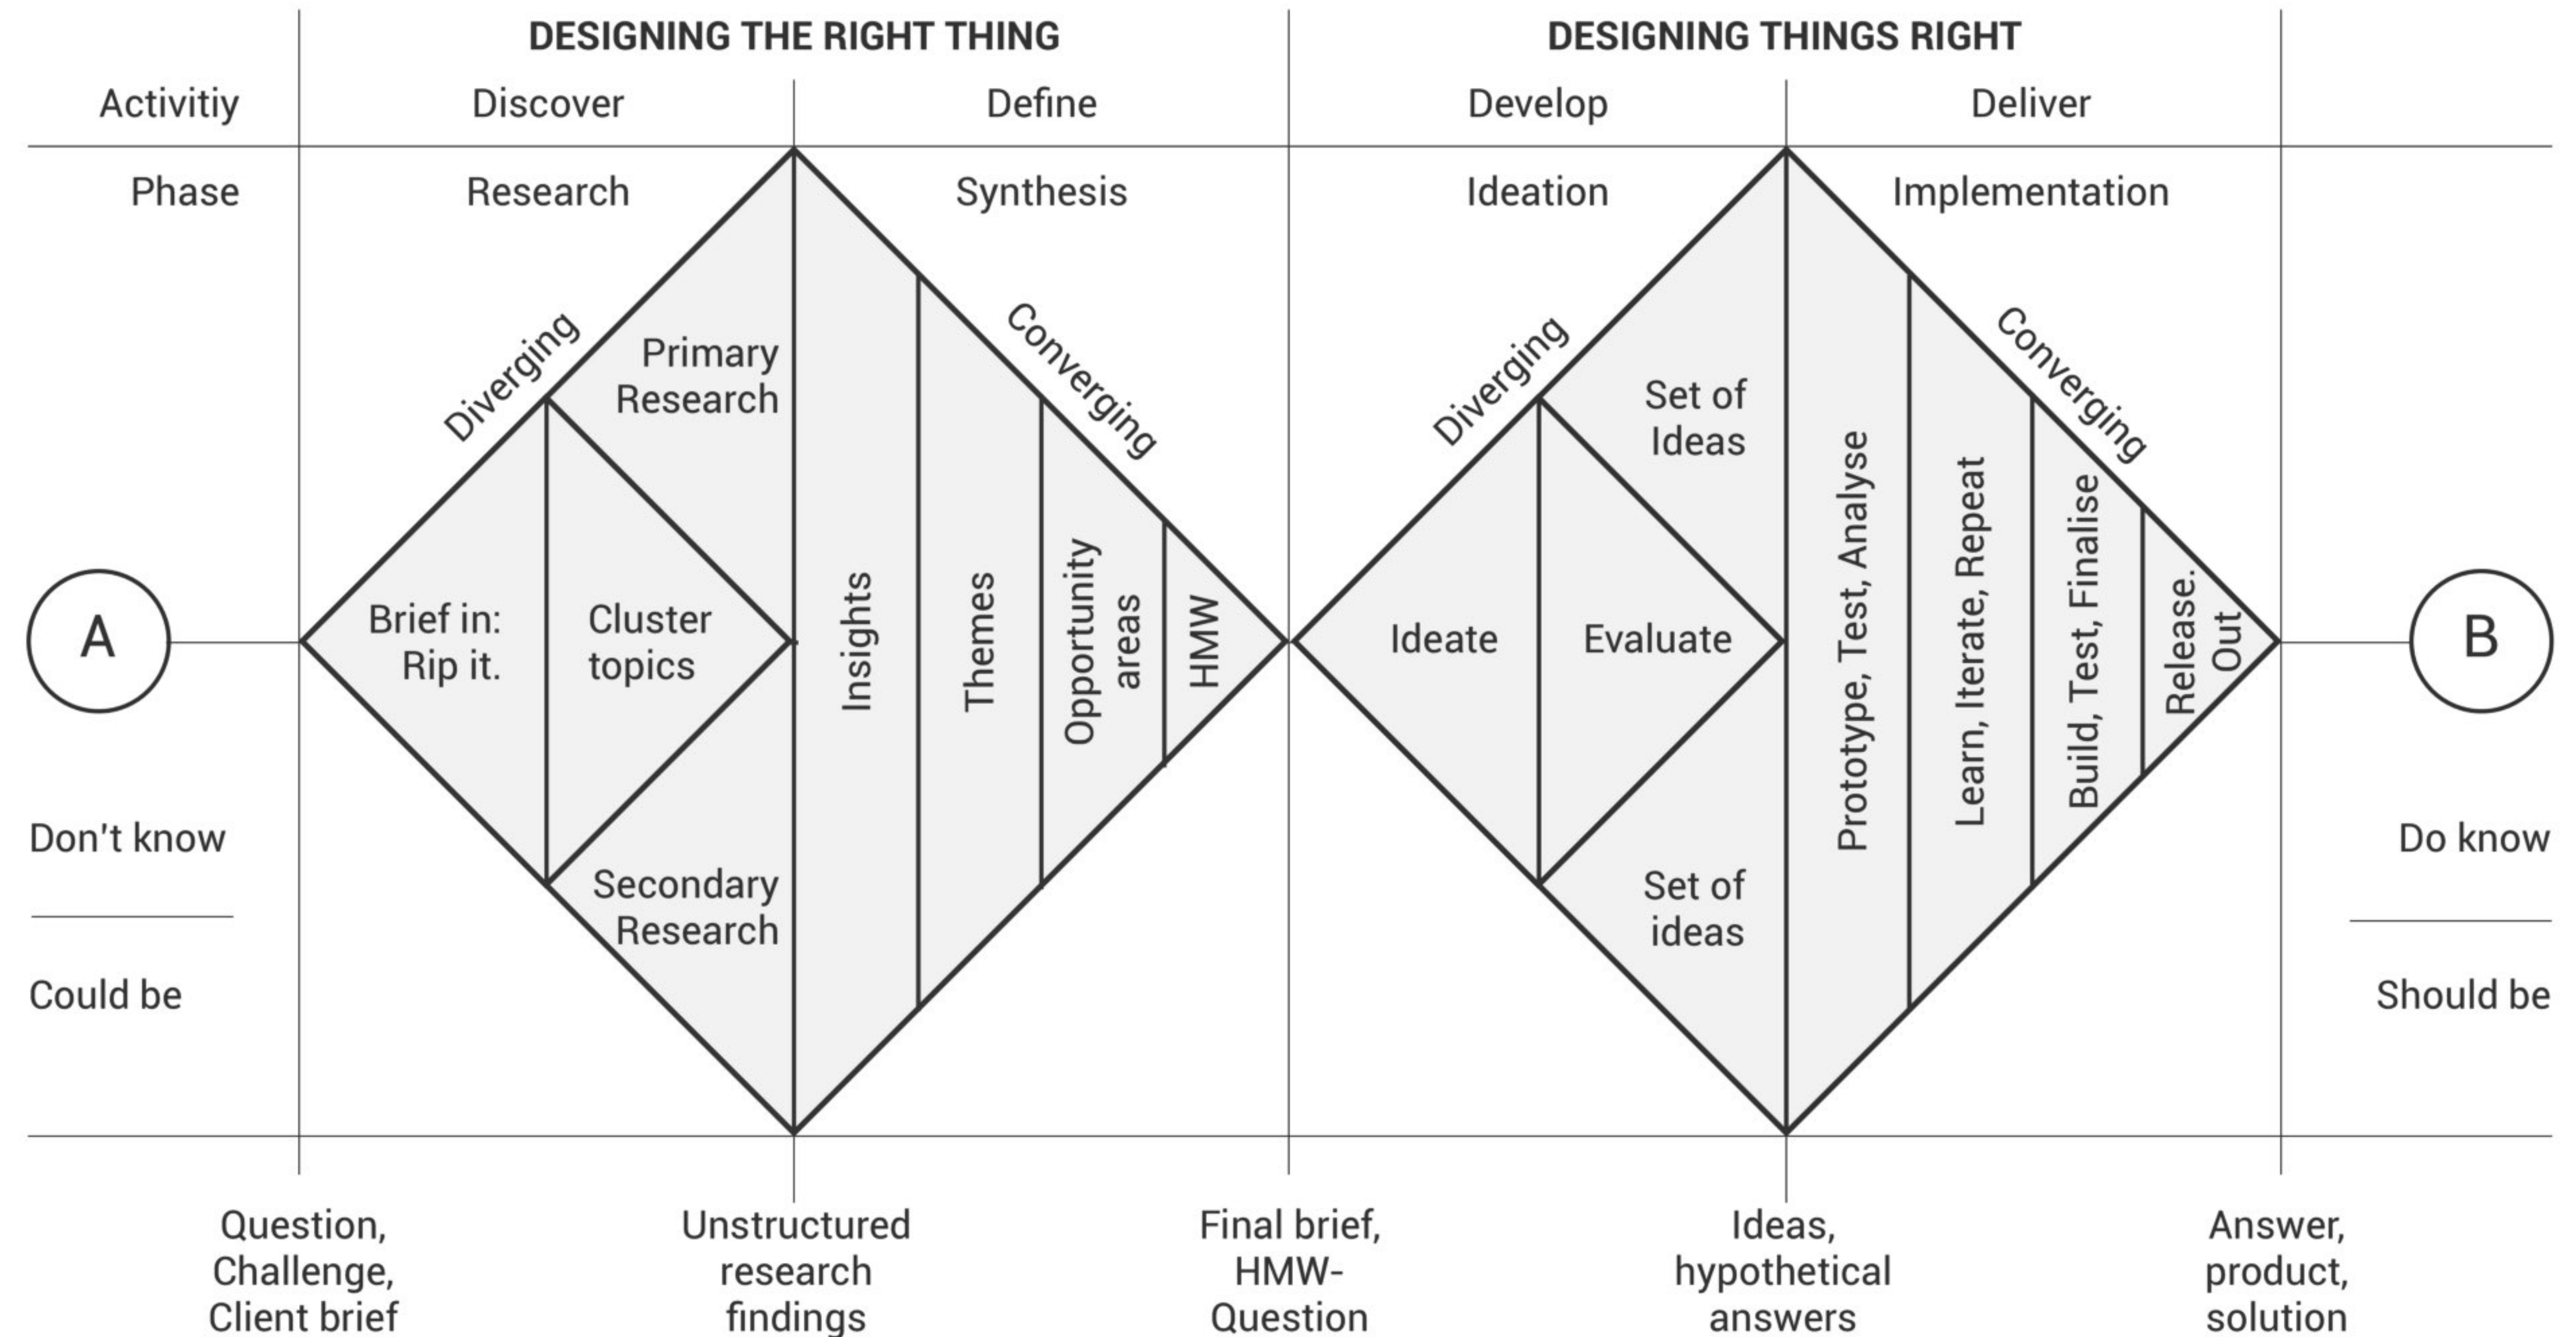 DESIGNING THE RIGHT THING
DESIGNING THINGS RIGHT
Activitiy
Discover
Define
Develop
Deliver
Phase
Research
Synthesis
Ideation
Implementation
Diverging
Converging
Diverging
Converging
Primary
Research
Brief in:
Rip it.
Cluster
topics
Secondary
Research
Insights
Themes
Opportunity
areas
HMW
Set of
Ideas
Ideate
Evaluate
Set of
ideas
Prototype, Test, Analyse
Learn, Iterate, Repeat
Build, Test, Finalise
Release.
Out
A
B
Don't know
Could be
Do know
Should be
Question,
Challenge,
Client brief
Unstructured
research
findings
Final brief,
HMW-
Question
Ideas,
hypothetical
answers
Answer,
product,
solution